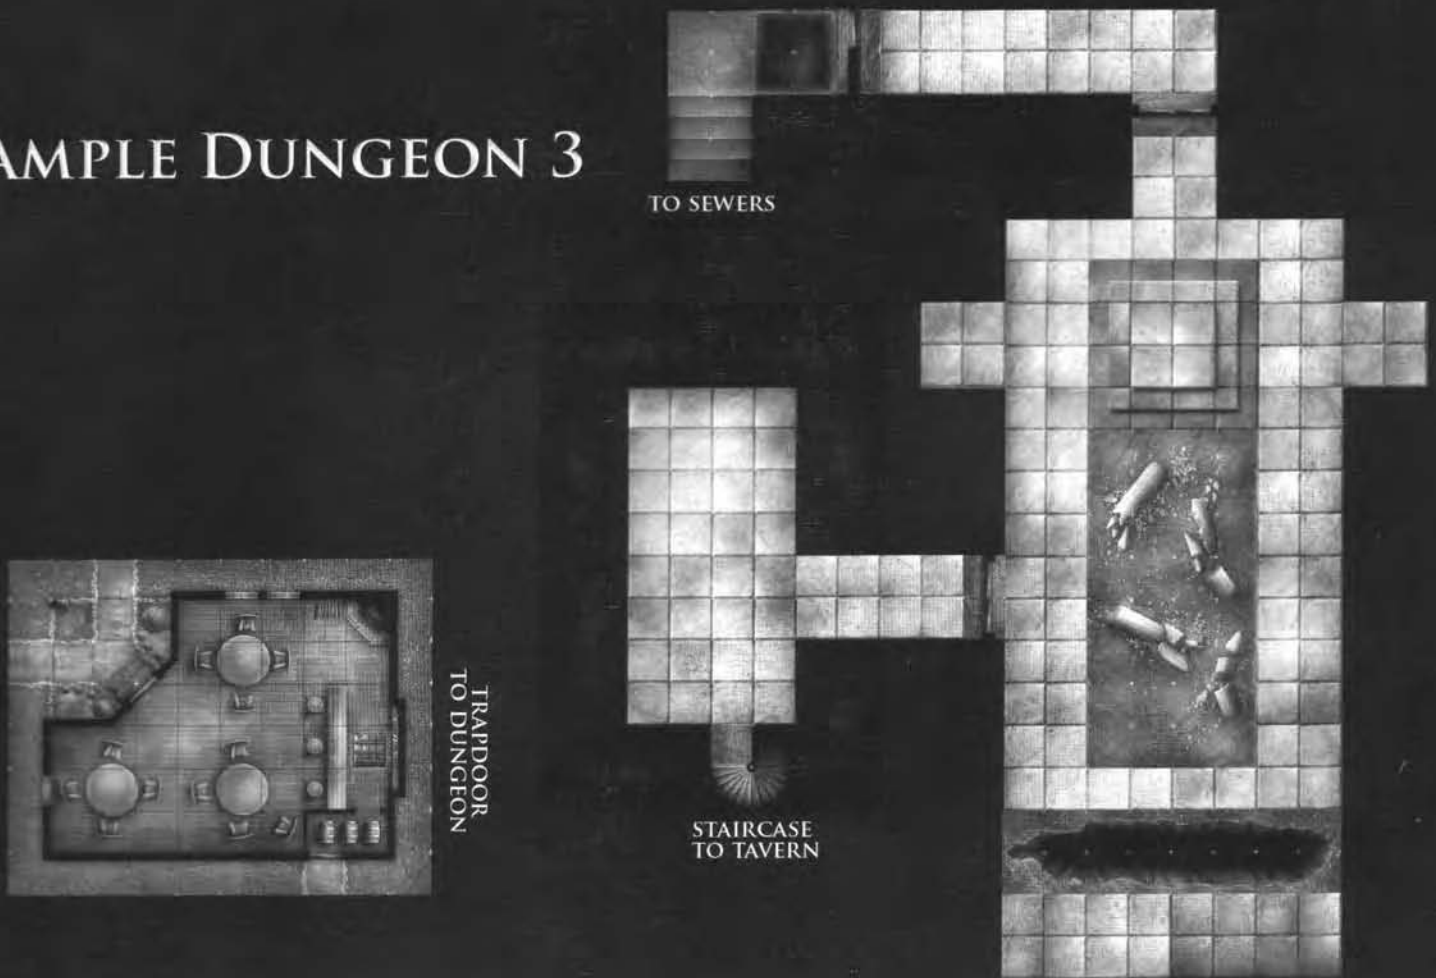 AMPLE DUNGEON 3
TO SEWERS
TRAPDOOR
TO DUNGEON
STAIRCASE
TO TAVERN